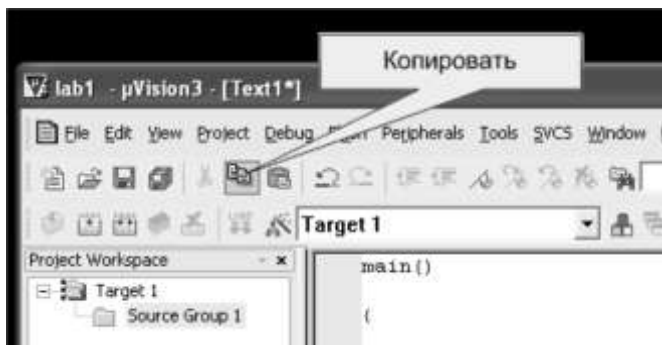 Копировать
lab1 - µVision3 - [Text1*]
File Edit View Project Debug Peripherals Tools SVCS Window
Target 1
Project Workspace
main()
Target 1
Source Group 1
{